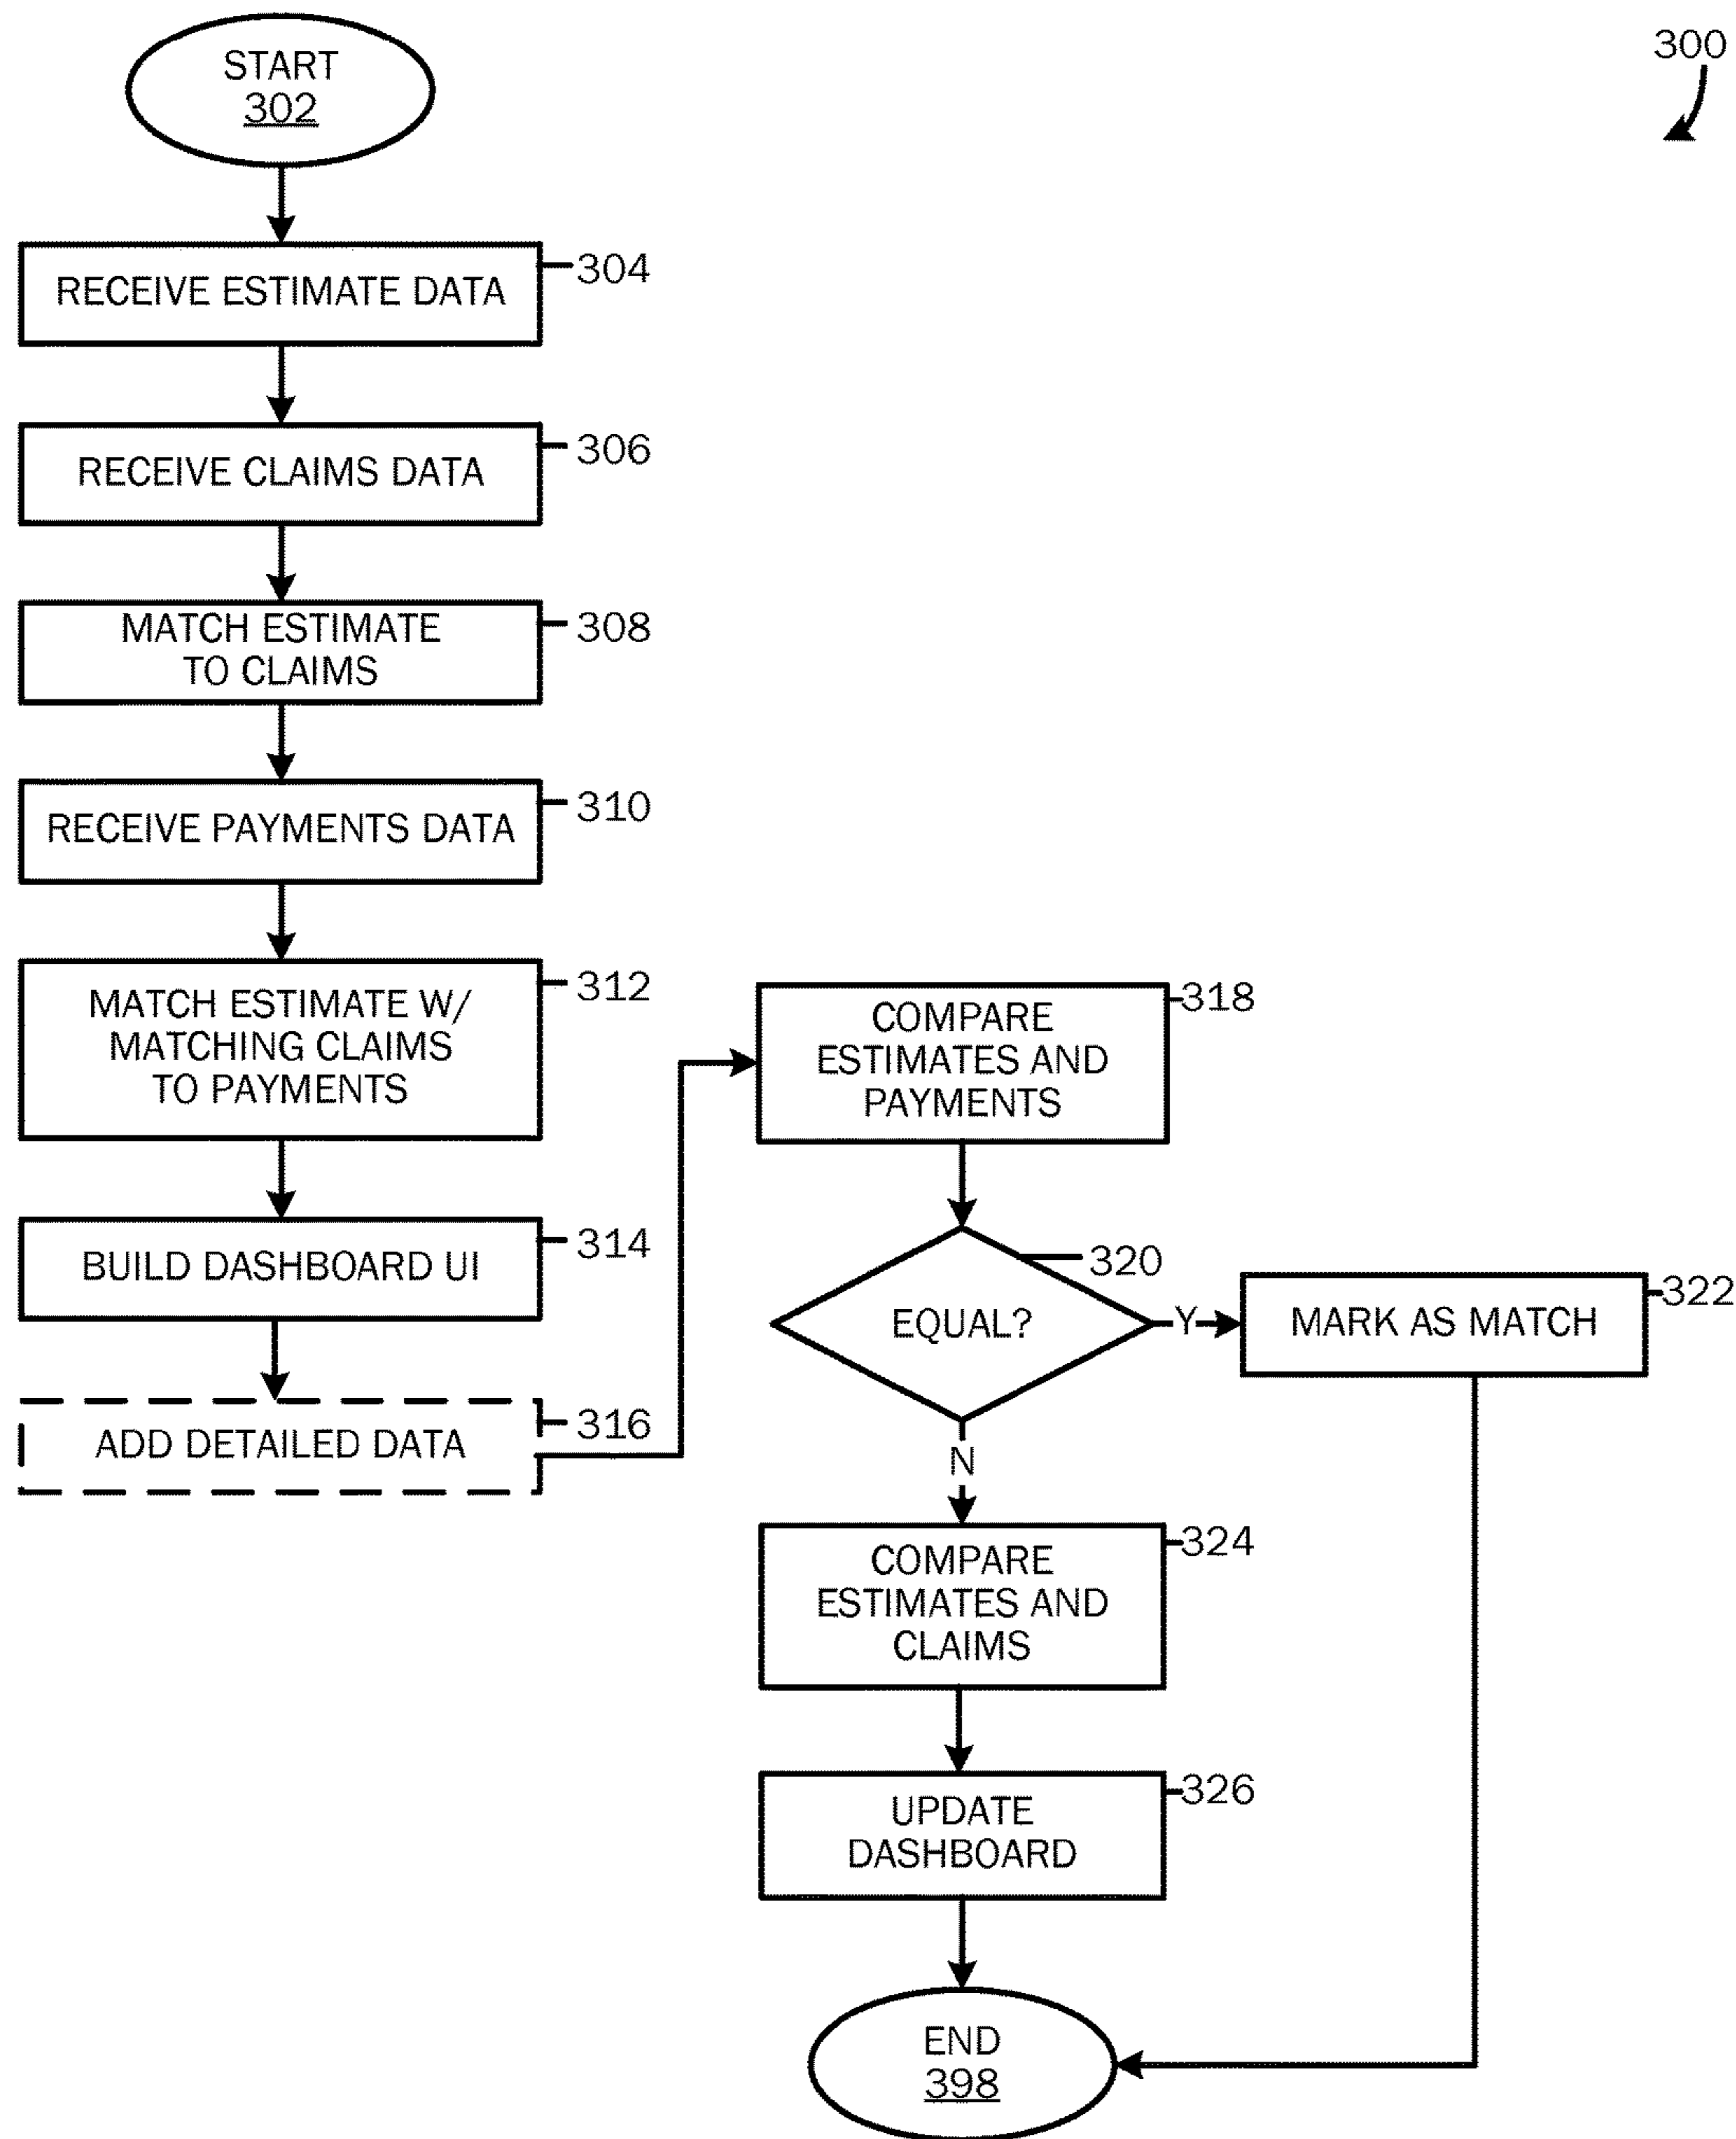 300
START
302
RECEIVE ESTIMATE DATA
304
RECEIVE CLAIMS DATA
306
MATCH ESTIMATE
TO CLAIMS
308
RECEIVE PAYMENTS DATA
310
MATCH ESTIMATE W/
MATCHING CLAIMS
TO PAYMENTS
312
BUILD DASHBOARD UI
314
ADD DETAILED DATA
316
COMPARE
ESTIMATES AND
PAYMENTS
318
EQUAL?
320
Y
MARK AS MATCH
322
N
COMPARE
ESTIMATES AND
CLAIMS
324
UPDATE
DASHBOARD
326
END
398